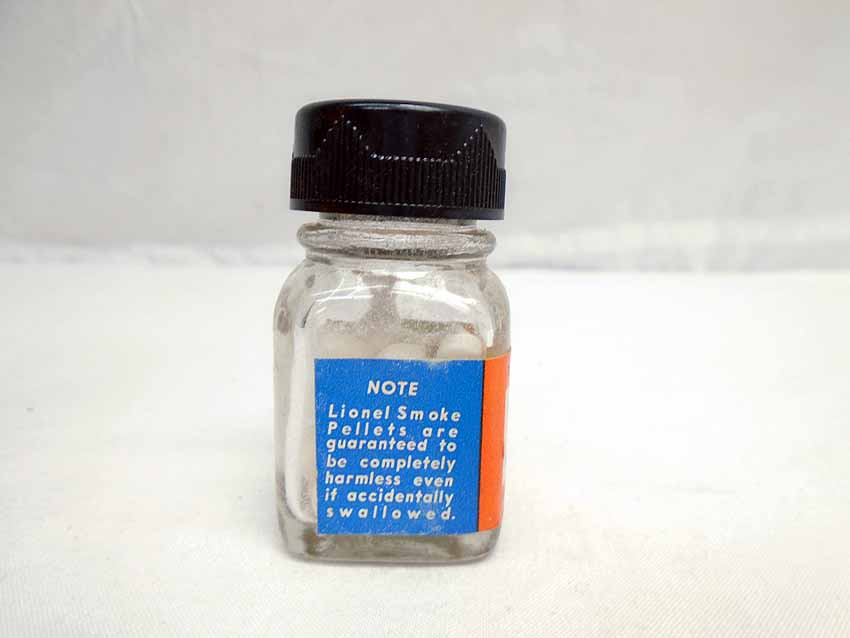 NOTE
Lionel Smoke
Pellets are
guaranteed to
be completely
harmless even
if accidentally
swallowed.